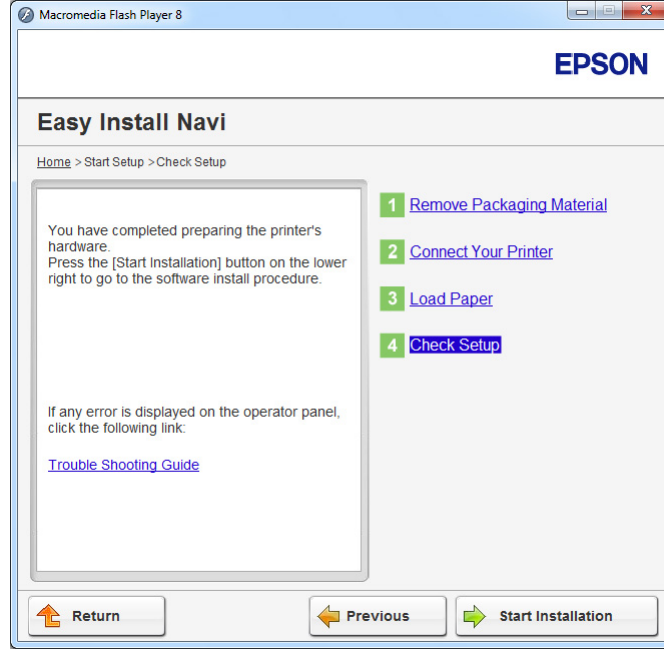 Macromedia Flash Player 8
EPSON
Easy Install Navi
Home > Start Setup >Check Setup
You have completed preparing the printer's
hardware.
Press the [Start Installation] button on the lower
right to go to the software install procedure.
If any error is displayed on the operator panel,
click the following link:
Trouble Shooting Guide
1 Remove Packaging Material
2 Connect Your Printer
3 Load Paper
4 Check Setup
Return
Previous
Start Installation